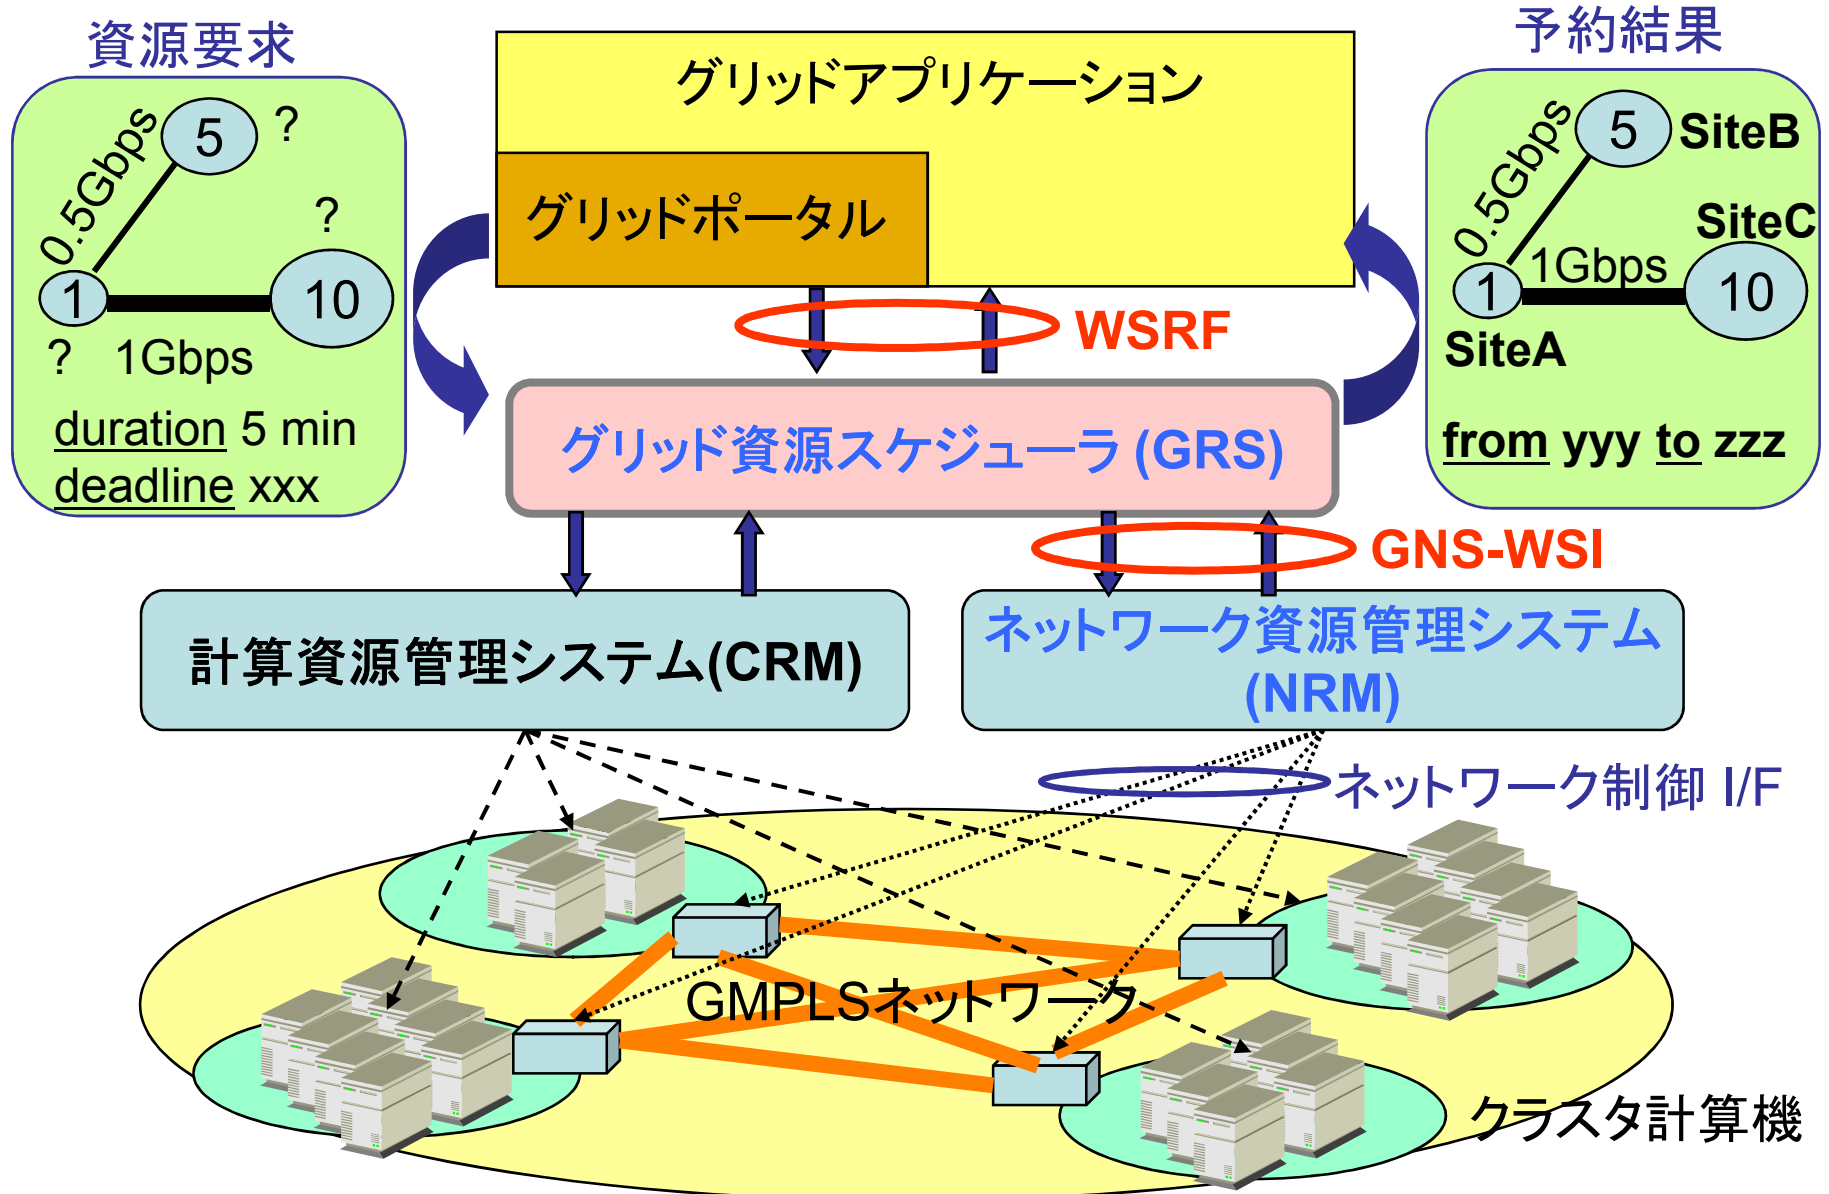 資源要求
5
?
0.5Gbps
?
1
10
?
1Gbps
duration 5 min
deadline xxx
グリッドアプリケーション
グリッドポータル
WSRF
予約結果
5
SiteB
0.5Gbps
SiteC
1Gbps
1
10
SiteA
from yyy to zzz
グリッド資源スケジューラ (GRS)
GNS-WSI
計算資源管理システム(CRM)
ネットワーク資源管理システム
(NRM)
ネットワーク制御 I/F
GMPLSネットワーク
クラスタ計算機